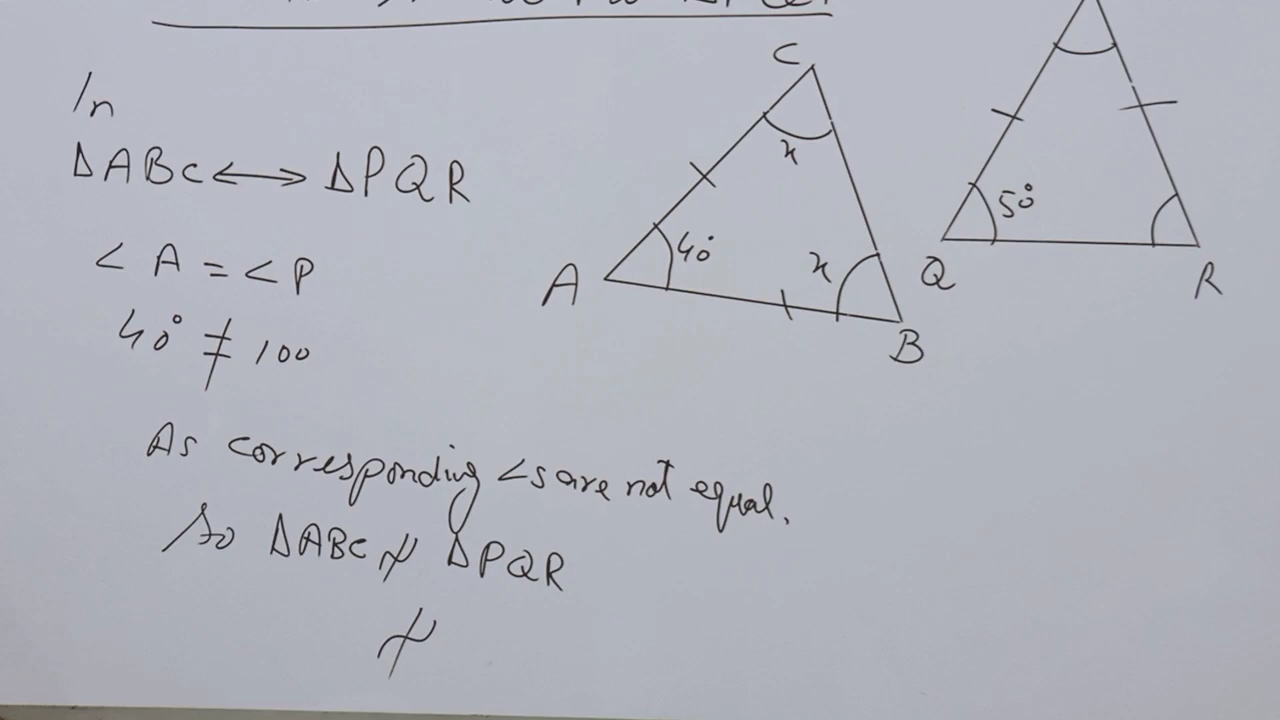 In
ΔABC ⟷ ΔPQR
∠A = ∠P
40° ≠ 100
As corresponding ∠s are not equal.
So ΔABC ≁ ΔPQR
≁
C
x
40°
x
A
B
50°
Q
R